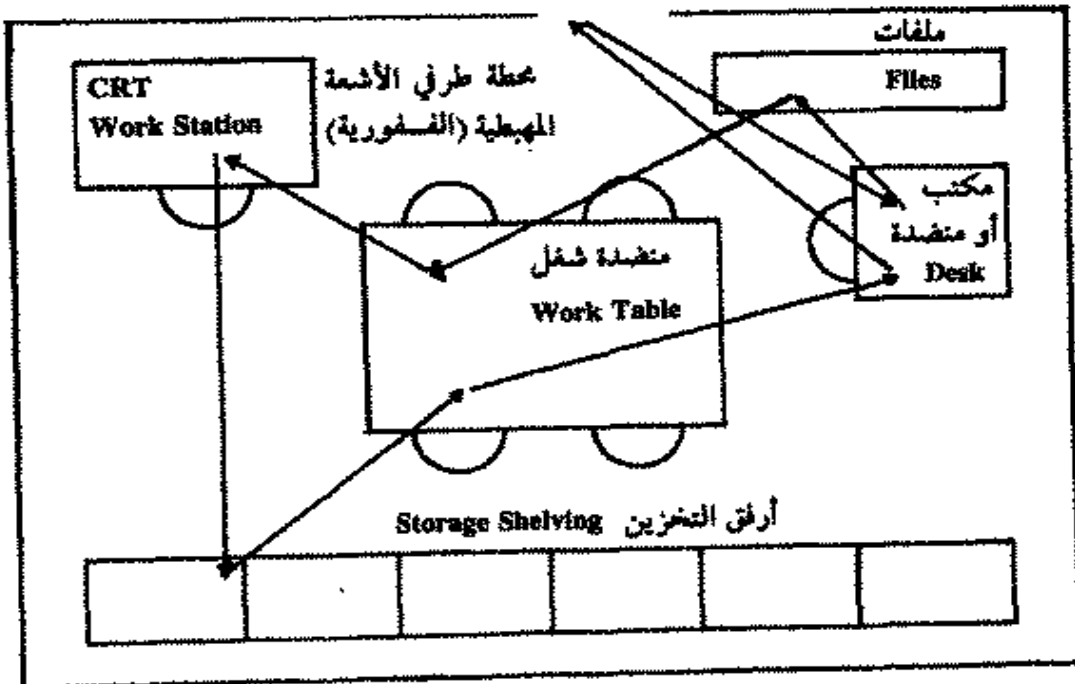 ملفات
Files
CRT
Work Station
محطة طرفي الأشعة
المهبطية (الفسفورية)
مكتب
أو منضدة
Desk
منضدة شغل
Work Table
Storage Shelving أرفق التخزين